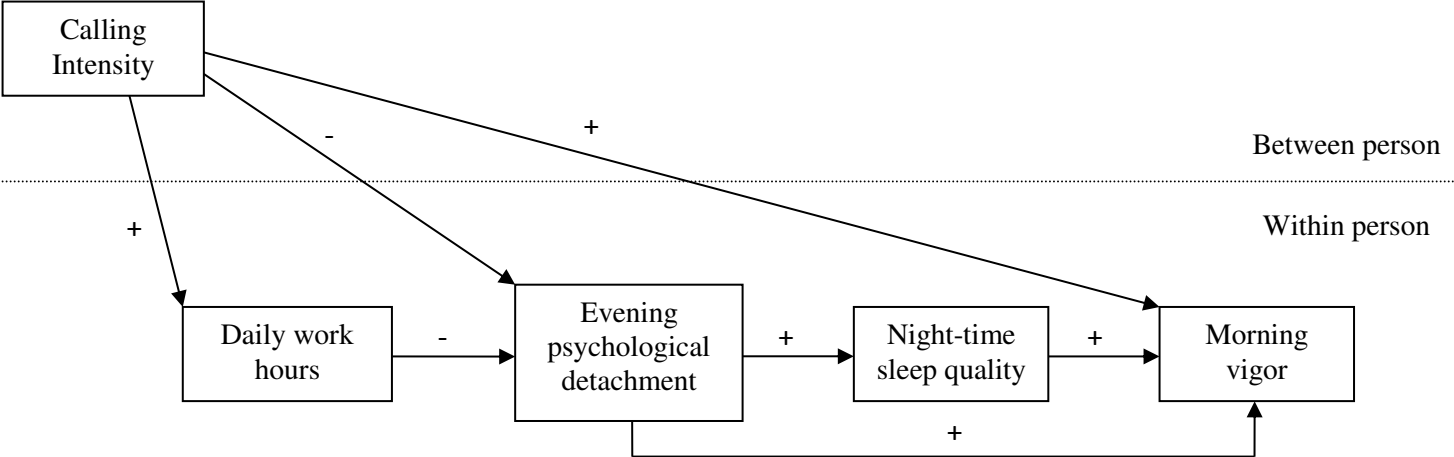 Calling
Intensity
-
+
Between person
+
Within person
Daily work
hours
-
Evening
psychological
detachment
+
Night-time
sleep quality
+
Morning
vigor
+